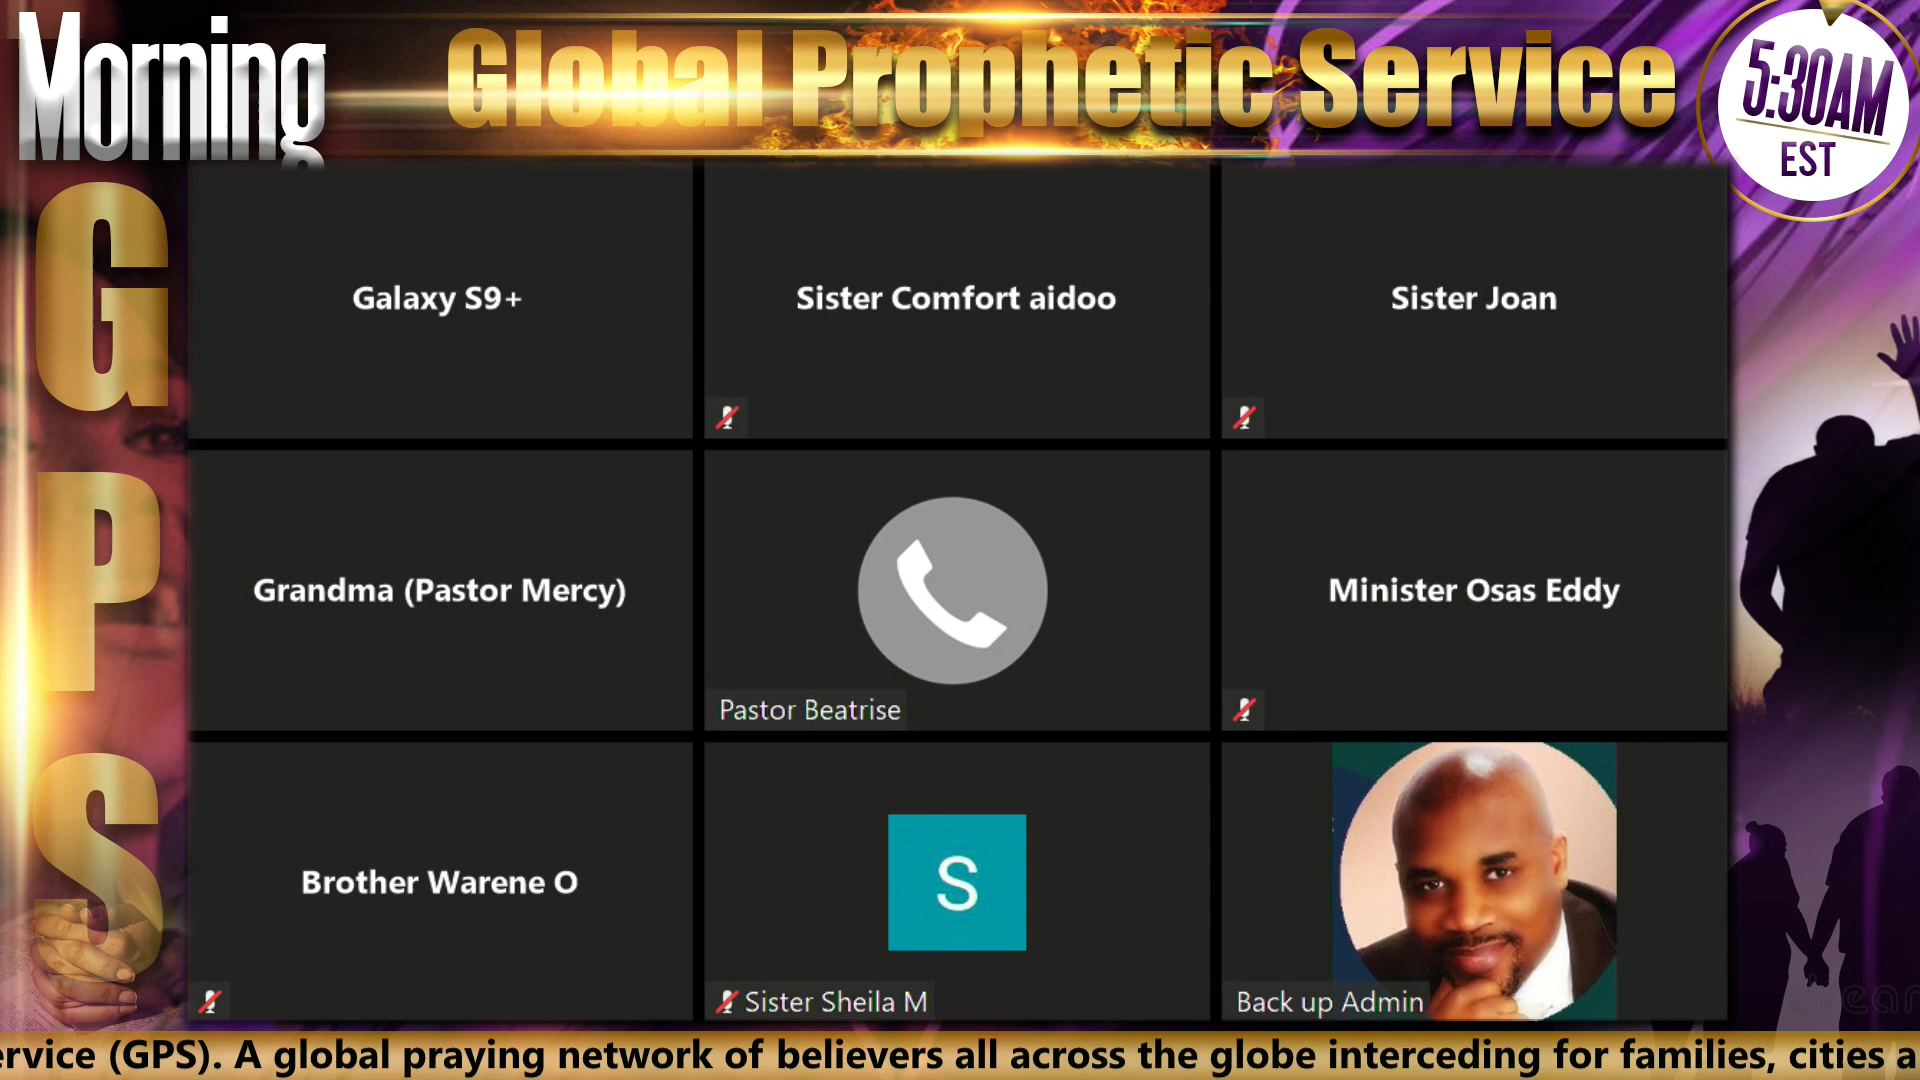 Morning
Global Prophetic Service
5:30AM
EST
G
P
S
Galaxy S9+
Sister Comfort aidoo
Sister Joan
Grandma (Pastor Mercy)
Pastor Beatrise
Minister Osas Eddy
Brother Warene O
S
Sister Sheila M
Back up Admin
ervice (GPS). A global praying network of believers all across the globe interceding for families, cities a